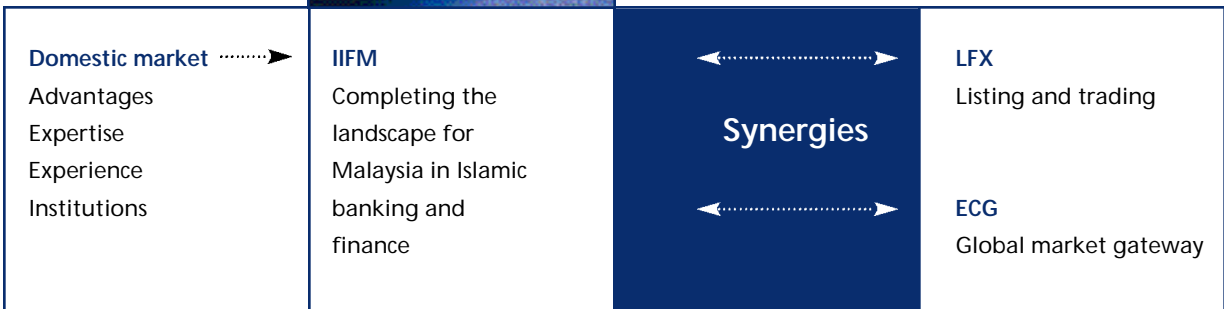 Domestic market
Advantages
Expertise
Experience
Institutions
IIFM
Completing the
landscape for
Malaysia in Islamic
banking and
finance
Synergies
LFX
Listing and trading
ECG
Global market gateway